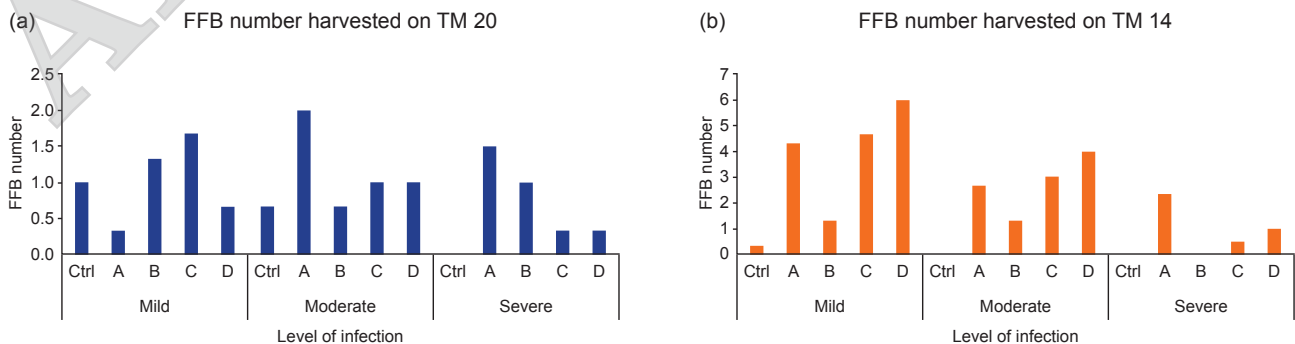 (a) FFB number harvested on TM 20
2.5
2.0
1.5
1.0
0.5
0.0
FFB number
Ctrl A B C D Ctrl A B C D Ctrl A B C D
Mild Moderate Severe
Level of infection
(b) FFB number harvested on TM 14
7
6
5
4
3
2
1
0
FFB number
Ctrl A B C D Ctrl A B C D Ctrl A B C D
Mild Moderate Severe
Level of infection